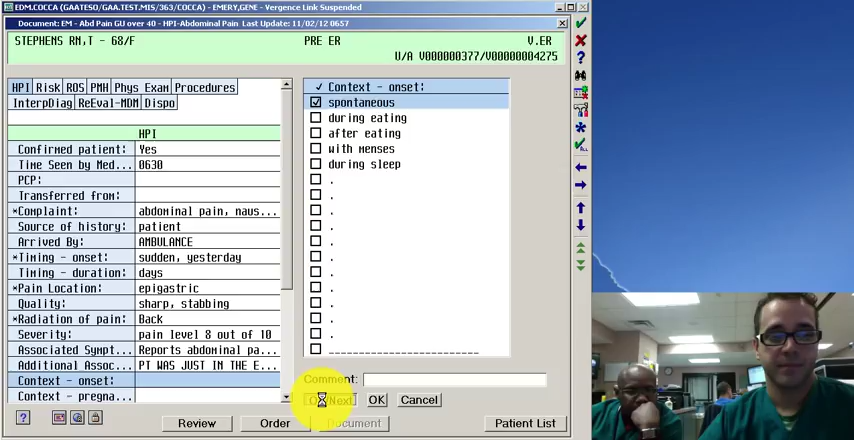 EDM.COCCA (GAATESO/GAA.TEST.MIS/363/COCCA) - EMERY,GENE - Vergence Link Suspended
Document: EM - Abd Pain GU over 40 - HPI-Abdominal Pain Last Update: 11/02/12 0657
STEPHENS RN,T - 68/F PRE ER V.ER
U/A V000000377/V00000004275
HPI Risk ROS PMH Phys Exam Procedures
InterpDiag ReEval-MDM Dispo
HPI
Confirmed patient: Yes
Time Seen by Med... 0630
PCP:
Transferred from:
*Complaint: abdominal pain, naus...
Source of history: patient
Arrived By: AMBULANCE
*Timing - onset: sudden, yesterday
Timing - duration: days
*Pain Location: epigastric
Quality: sharp, stabbing
*Radiation of pain: Back
Severity: pain level 8 out of 10
Associated Sympt... Reports abdominal pa...
Additional Assoc... PT WAS JUST IN THE E...
Context - onset:
Context - pregna...
Context - onset:
spontaneous
during eating
after eating
with menses
during sleep
Comment:
OK Cancel
Review Order Document Patient List
ALL